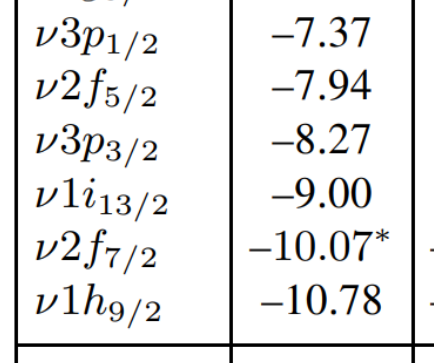 ν3p1/2 –7.37
ν2f5/2 –7.94
ν3p3/2 –8.27
ν1i13/2 –9.00
ν2f7/2 –10.07*
ν1h9/2 –10.78